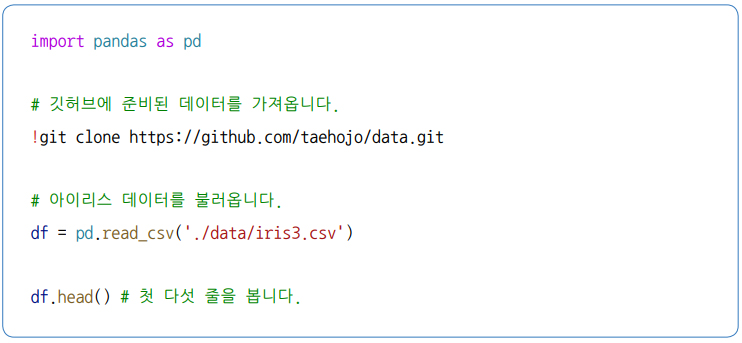 import pandas as pd
# 깃허브에 준비된 데이터를 가져옵니다.
!git clone https://github.com/taehojo/data.git
# 아이리스 데이터를 불러옵니다.
df = pd.read_csv('./data/iris3.csv')
df.head() # 첫 다섯 줄을 봅니다.